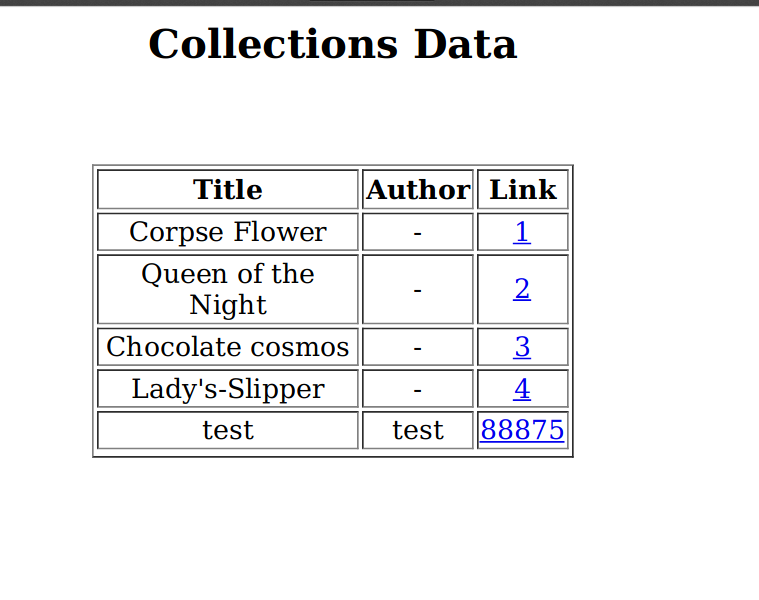 Collections Data
Title Author Link
Corpse Flower - 1
Queen of the
Night - 2
Chocolate cosmos - 3
Lady's-Slipper - 4
test test 88875